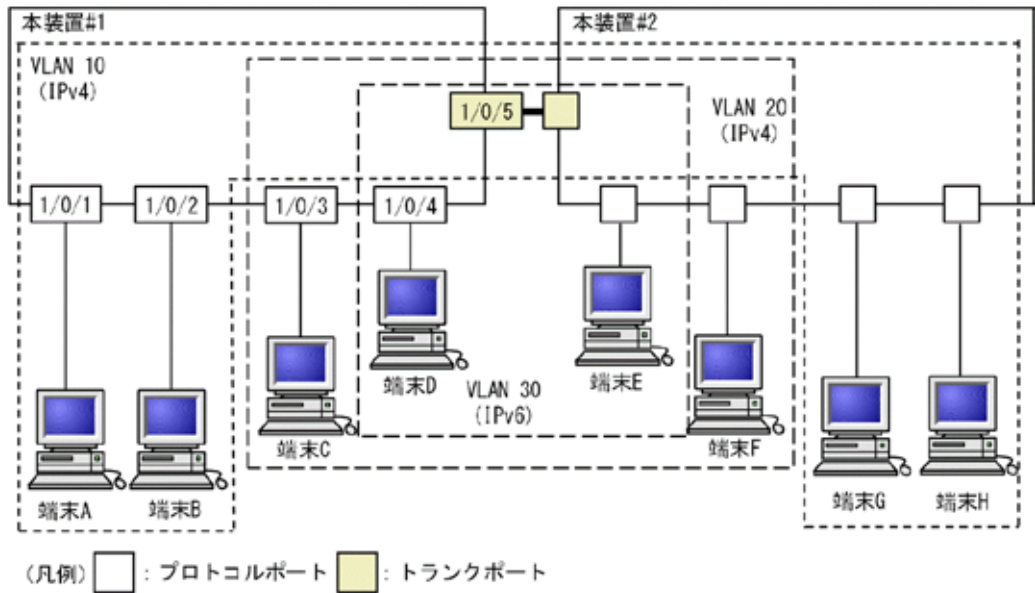 本装置#1
本装置#2
VLAN 10
(IPv4)
VLAN 20
(IPv4)
1/0/5
1/0/1
1/0/2
1/0/3
1/0/4
端末A
端末B
端末C
端末D
VLAN 30
(IPv6)
端末E
端末F
端末G
端末H
(凡例) : プロトコルポート : トランクポート